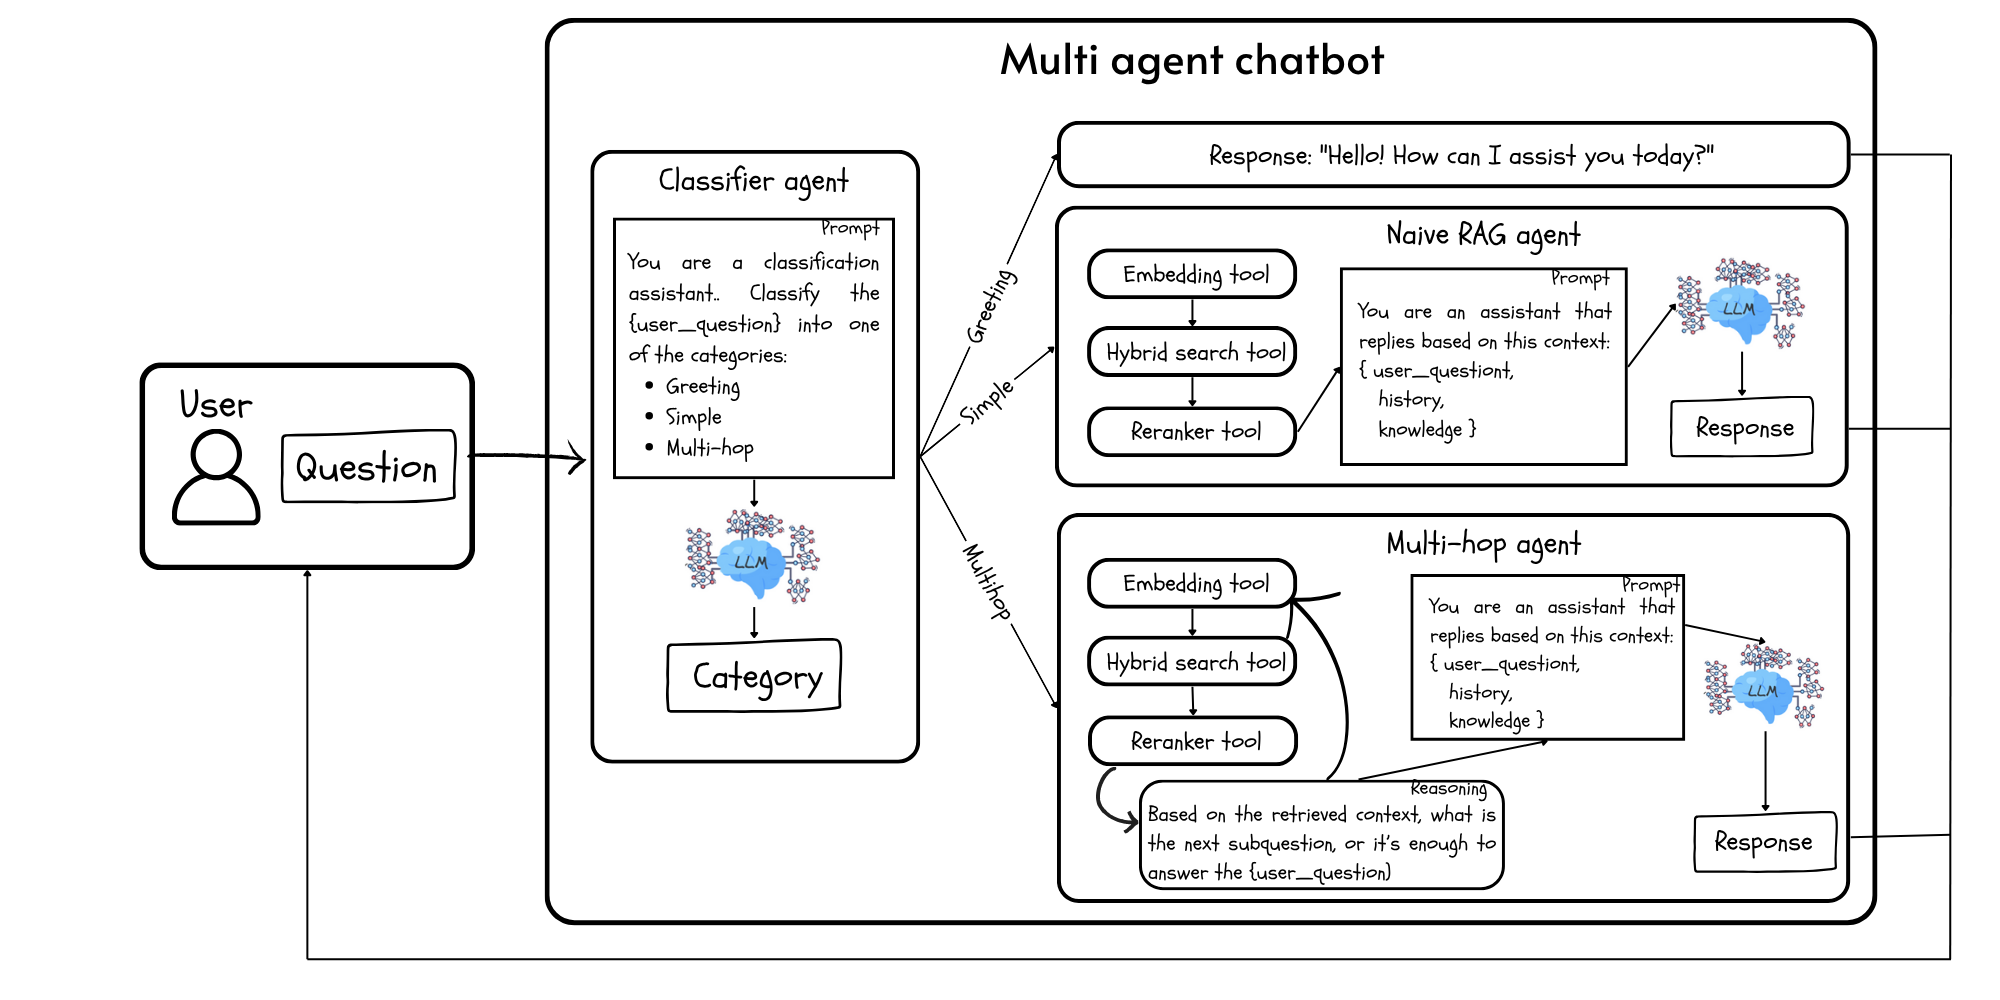 Multi agent chatbot
User
Question
Classifier agent
Prompt
You are a classification
assistant.. Classify the
{user_question} into one
of the categories:
• Greeting
• Simple
• Multi-hop
LLM
Category
Greeting
Simple
Multihop
Response: "Hello! How can I assist you today?"
Naive RAG agent
Embedding tool
Hybrid search tool
Reranker tool
Prompt
You are an assistant that
replies based on this context:
{ user_questiont,
history,
knowledge }
LLM
Response
Multi-hop agent
Embedding tool
Hybrid search tool
Reranker tool
Reasoning
Based on the retrieved context, what is
the next subquestion, or it's enough to
answer the {user_question)
Prompt
You are an assistant that
replies based on this context:
{ user_questiont,
history,
knowledge }
LLM
Response